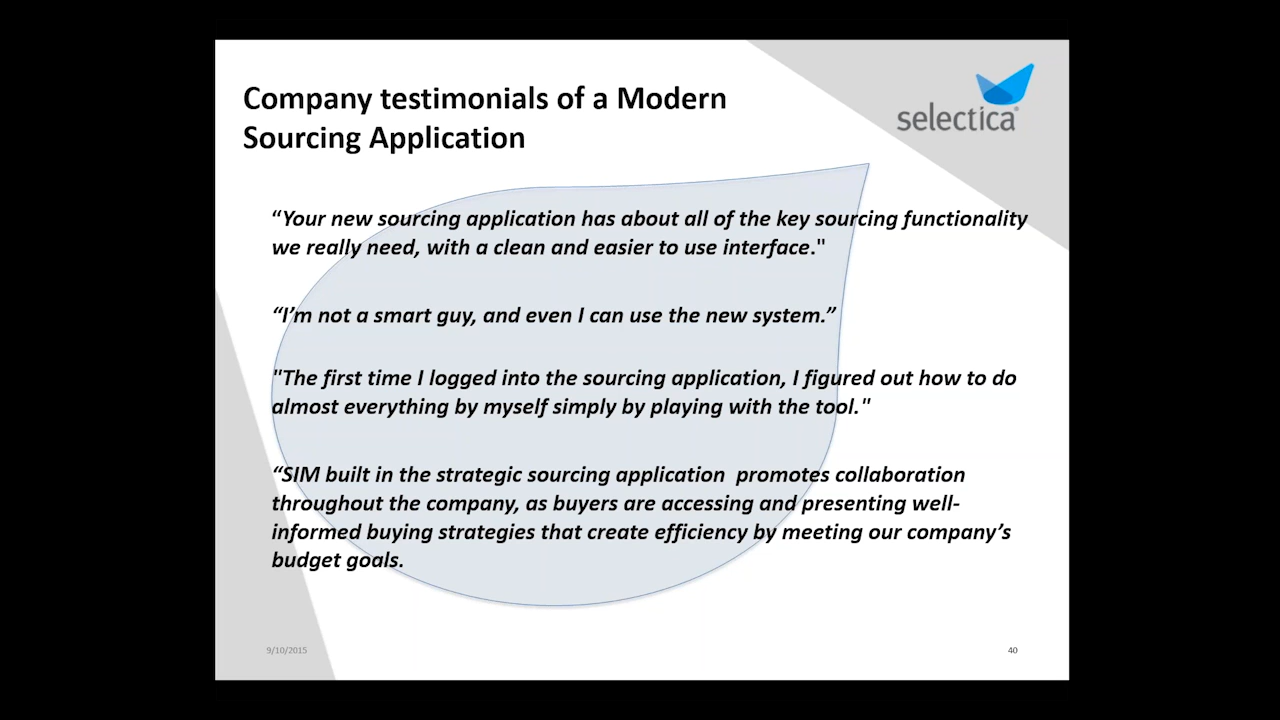 Company testimonials of a Modern
Sourcing Application
selectica
“Your new sourcing application has about all of the key sourcing functionality
we really need, with a clean and easier to use interface."
“I’m not a smart guy, and even I can use the new system.”
"The first time I logged into the sourcing application, I figured out how to do
almost everything by myself simply by playing with the tool."
“SIM built in the strategic sourcing application  promotes collaboration
throughout the company, as buyers are accessing and presenting well-
informed buying strategies that create efficiency by meeting our company’s
budget goals.
9/10/2015
40